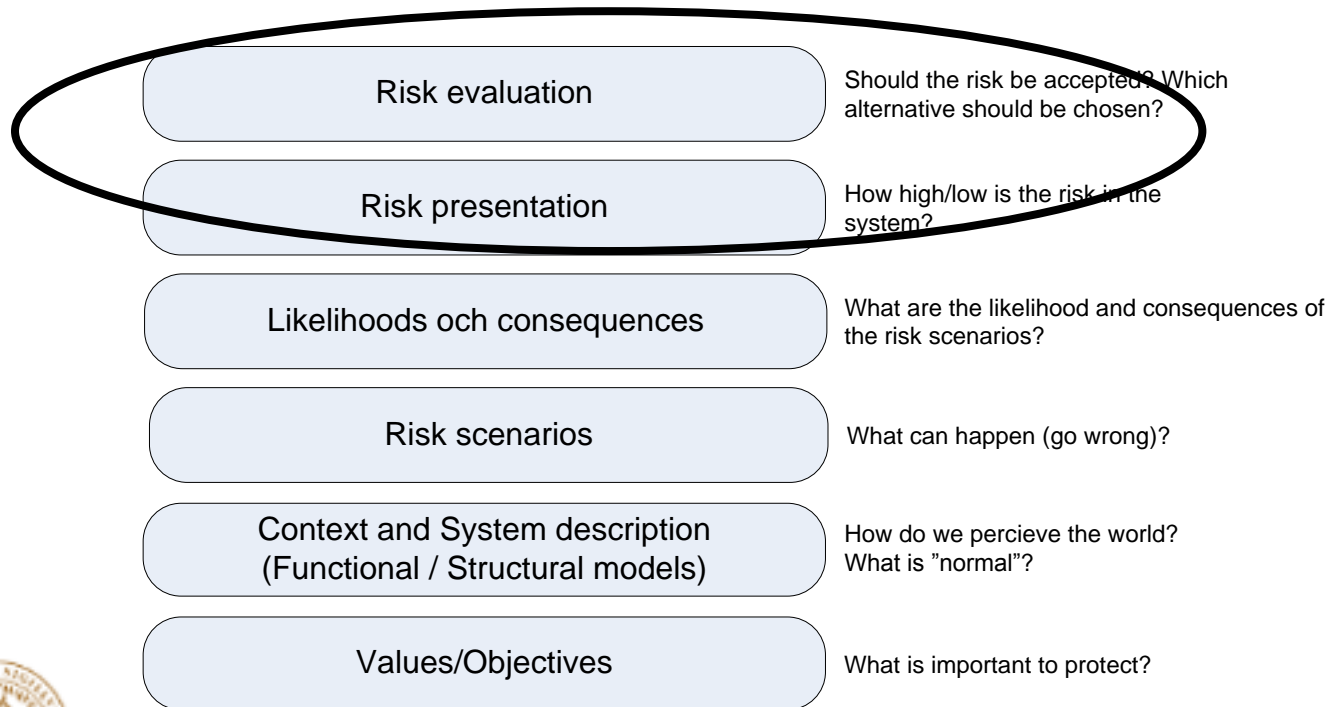 Risk evaluation
Should the risk be accepted? Which
alternative should be chosen?
Risk presentation
How high/low is the risk in the
system?
Likelihoods och consequences
What are the likelihood and consequences of
the risk scenarios?
Risk scenarios
What can happen (go wrong)?
Context and System description
(Functional / Structural models)
How do we percieve the world?
What is ”normal”?
Values/Objectives
What is important to protect?